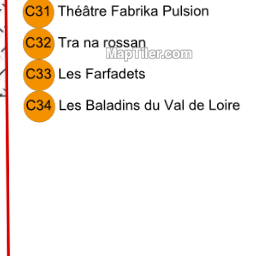 C31 Théâtre Fabrika Pulsion
C32 Tra na rossan
MapTiler.com
C33 Les Farfadets
C34 Les Baladins du Val de Loire